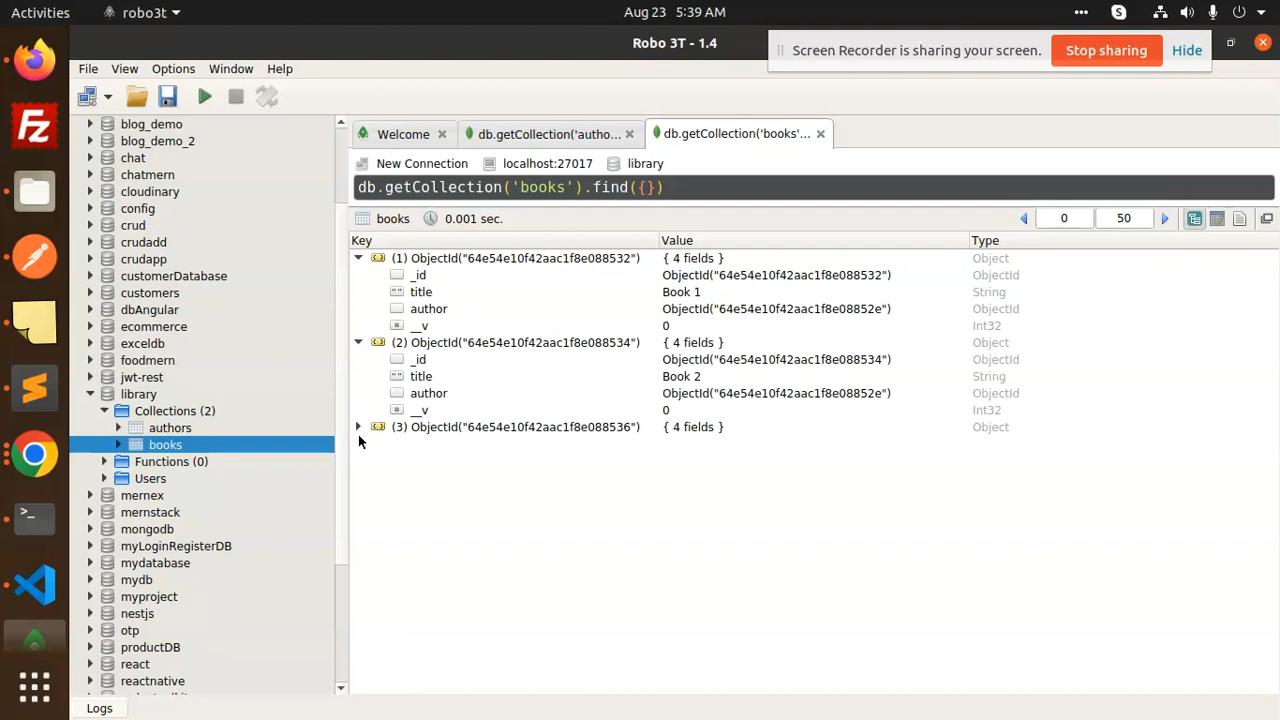 Activities
robo3t
Aug 23 5:39 AM
Robo 3T - 1.4
Screen Recorder is sharing your screen.
Stop sharing
Hide
File View Options Window Help
blog_demo
blog_demo_2
chat
chatmern
cloudinary
config
crud
crudadd
crudapp
customerDatabase
customers
dbAngular
ecommerce
exceldb
foodmern
jwt-rest
library
Collections (2)
authors
books
Functions (0)
Users
mernex
mernstack
mongodb
myLoginRegisterDB
mydatabase
mydb
myproject
nestjs
otp
productDB
react
reactnative
Logs
Welcome
db.getCollection('autho...
db.getCollection('books'...
New Connection localhost:27017 library
db.getCollection('books').find({})
books 0.001 sec. 0 50
Key Value Type
(1) ObjectId("64e54e10f42aac1f8e088532") { 4 fields } Object
_id ObjectId("64e54e10f42aac1f8e088532") ObjectId
title Book 1 String
author ObjectId("64e54e10f42aac1f8e08852e") ObjectId
__v 0 Int32
(2) ObjectId("64e54e10f42aac1f8e088534") { 4 fields } Object
_id ObjectId("64e54e10f42aac1f8e088534") ObjectId
title Book 2 String
author ObjectId("64e54e10f42aac1f8e08852e") ObjectId
__v 0 Int32
(3) ObjectId("64e54e10f42aac1f8e088536") { 4 fields } Object